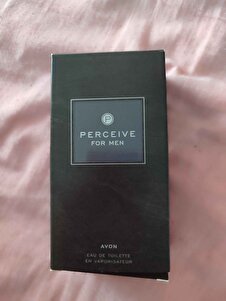 P
PERCEIVE
FOR MEN
AVON
EAU DE TOILETTE
EN VAPORISATEUR